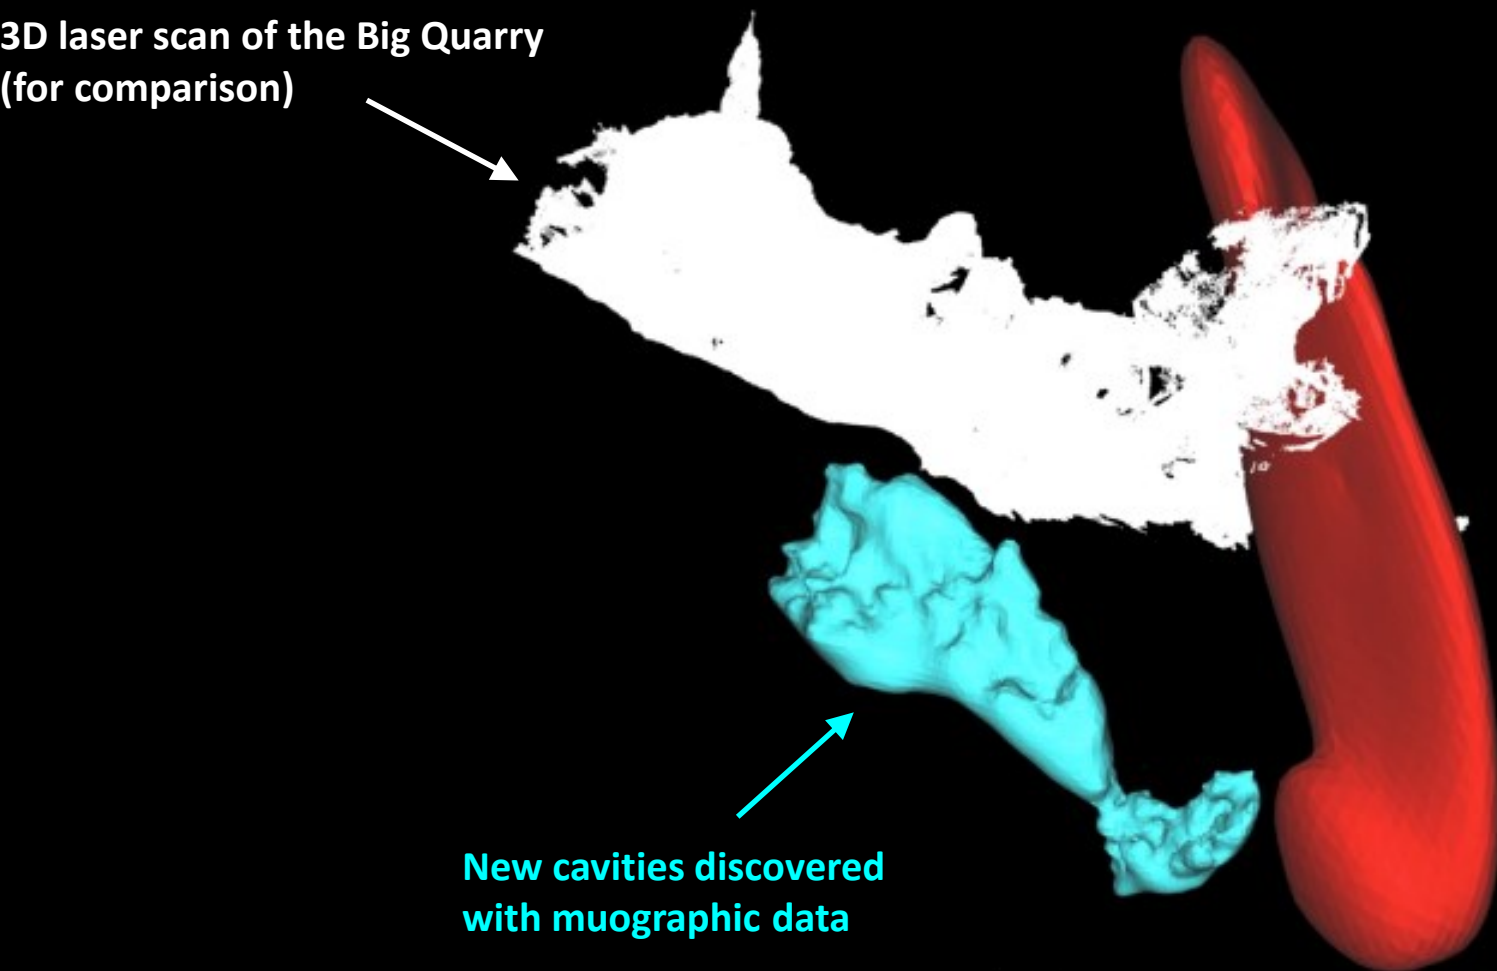 3D laser scan of the Big Quarry
(for comparison)
New cavities discovered
with muographic data